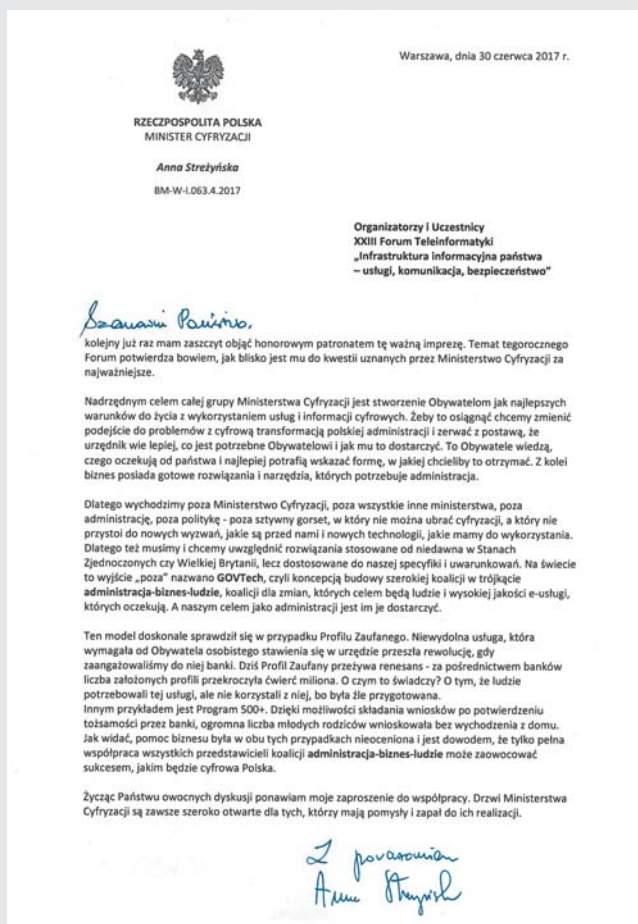 Warszawa, dnia 30 czerwca 2017 r.
RZECZPOSPOLITA POLSKA
MINISTER CYFRYZACJI
Anna Streżyńska
BM-W-I.063.4.2017
Organizatorzy i Uczestnicy
XXIII Forum Teleinformatyki
„Infrastruktura informacyjna państwa
– usługi, komunikacja, bezpieczeństwo"
Szanowni Państwo,
kolejny już raz mam zaszczyt objąć honorowym patronatem tę ważną imprezę. Temat tegorocznego
Forum potwierdza bowiem, jak blisko jest mu do kwestii uznanych przez Ministerstwo Cyfryzacji za
najważniejsze.
Nadrzędnym celem całej grupy Ministerstwa Cyfryzacji jest stworzenie Obywatelom jak najlepszych
warunków do życia z wykorzystaniem usług i informacji cyfrowych. Żeby to osiągnąć chcemy zmienić
podejście do problemów z cyfrową transformacją polskiej administracji i zerwać z postawą, że
urzędnik wie lepiej, co jest potrzebne Obywatelowi i jak mu to dostarczyć. To Obywatele wiedzą,
czego oczekują od państwa i najlepiej potrafią wskazać formę, w jakiej chcieliby to otrzymać. Z kolei
biznes posiada gotowe rozwiązania i narzędzia, których potrzebuje administracja.
Dlatego wychodzimy poza Ministerstwo Cyfryzacji, poza wszystkie inne ministerstwa, poza
administrację, poza politykę - poza sztywny gorset, w który nie można ubrać cyfryzacji, a który nie
przystoi do nowych wyzwań, jakie są przed nami i nowych technologii, jakie mamy do wykorzystania.
Dlatego też musimy i chcemy uwzględnić rozwiązania stosowane od niedawna w Stanach
Zjednoczonych czy Wielkiej Brytanii, lecz dostosowane do naszej specyfiki i uwarunkowań. Na świecie
to wyjście „poza" nazwano GOVTech, czyli koncepcją budowy szerokiej koalicji w trójkącie
administracja-biznes-ludzie, koalicji dla zmian, których celem będą ludzie i wysokiej jakości e-usługi,
których oczekują. A naszym celem jako administracji jest im je dostarczyć.
Ten model doskonale sprawdził się w przypadku Profilu Zaufanego. Niewydolna usługa, która
wymagała od Obywatela osobistego stawienia się w urzędzie przeszła rewolucję, gdy
zaangażowaliśmy do niej banki. Dziś Profil Zaufany przeżywa renesans - za pośrednictwem banków
liczba założonych profili przekroczyła ćwierć miliona. O czym to świadczy? O tym, że ludzie
potrzebowali tej usługi, ale nie korzystali z niej, bo była źle przygotowana.
Innym przykładem jest Program 500+. Dzięki możliwości składania wniosków po potwierdzeniu
tożsamości przez banki, ogromna liczba młodych rodziców wnioskowała bez wychodzenia z domu.
Jak widać, pomoc biznesu była w obu tych przypadkach nieoceniona i jest dowodem, że tylko pełna
współpraca wszystkich przedstawicieli koalicji administracja-biznes-ludzie może zaowocować
sukcesem, jakim będzie cyfrowa Polska.
Życząc Państwu owocnych dyskusji ponawiam moje zaproszenie do współpracy. Drzwi Ministerstwa
Cyfryzacji są zawsze szeroko otwarte dla tych, którzy mają pomysły i zapał do ich realizacji.
Z poważaniem
Anna Streżyńska